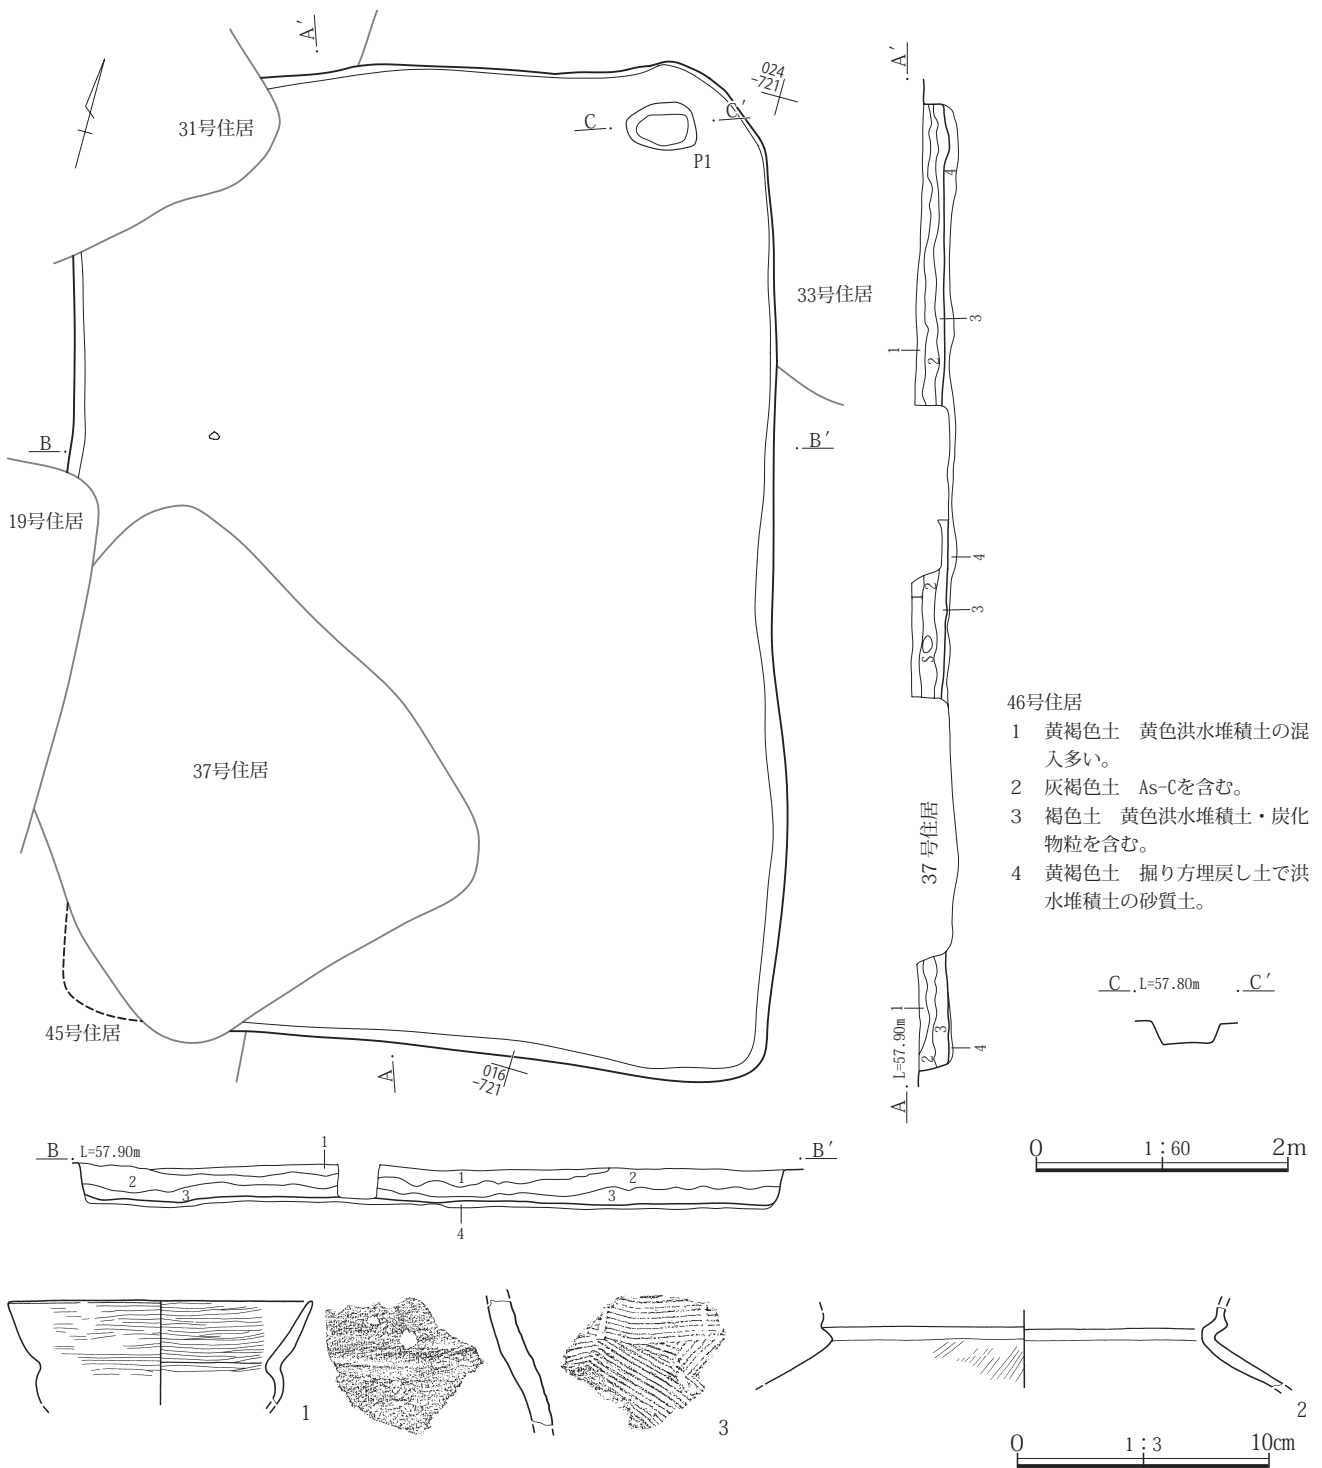 A′
024
-721
A′
31号住居
C
C′
P1
4
33号住居
3
1
2
B
B′
19号住居
4
2
3
S
37号住居
37号住居
46号住居
1 黄褐色土 黄色洪水堆積土の混
入多い。
2 灰褐色土 As-Cを含む。
3 褐色土 黄色洪水堆積土・炭化
物粒を含む。
4 黄褐色土 掘り方埋戻し土で洪
水堆積土の砂質土。
C L=57.80m C′
45号住居
A
016
-721
1
3
2
4
A L=57.90m
B L=57.90m
1
B′
2
3
1
2
3
4
0 1:60 2m
1
3
2
0 1:3 10cm